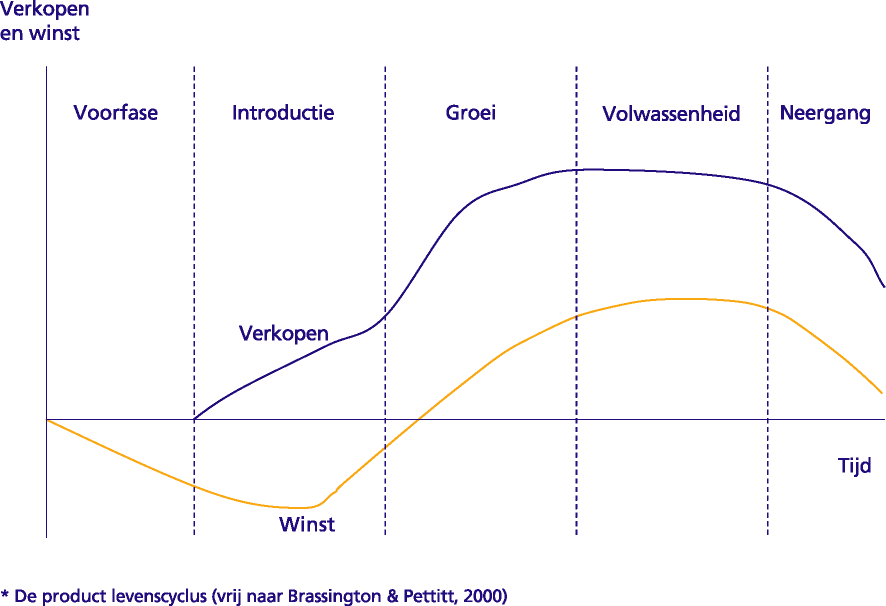 Verkopen
en winst
Voorfase
Introductie
Groei
Volwassenheid
Neergang
Verkopen
Tijd
Winst
* De product levenscyclus (vrij naar Brassington & Pettitt, 2000)